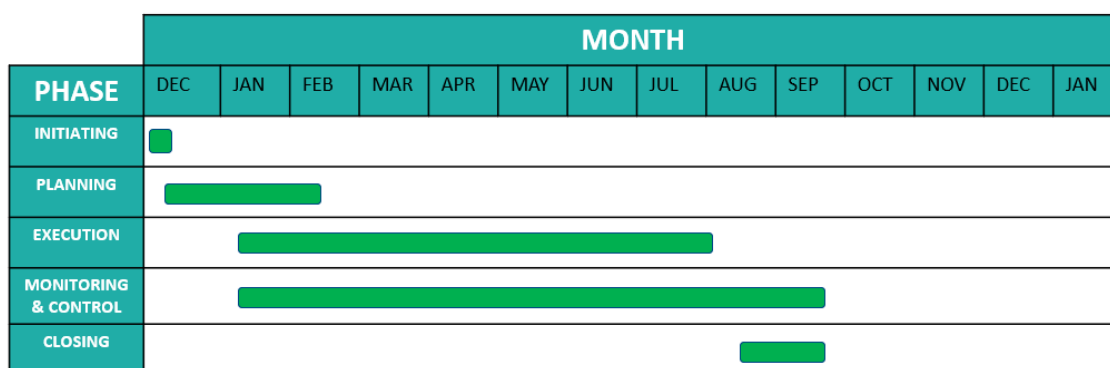 MONTH
PHASE DEC JAN FEB MAR APR MAY JUN JUL AUG SEP OCT NOV DEC JAN
INITIATING
PLANNING
EXECUTION
MONITORING
& CONTROL
CLOSING